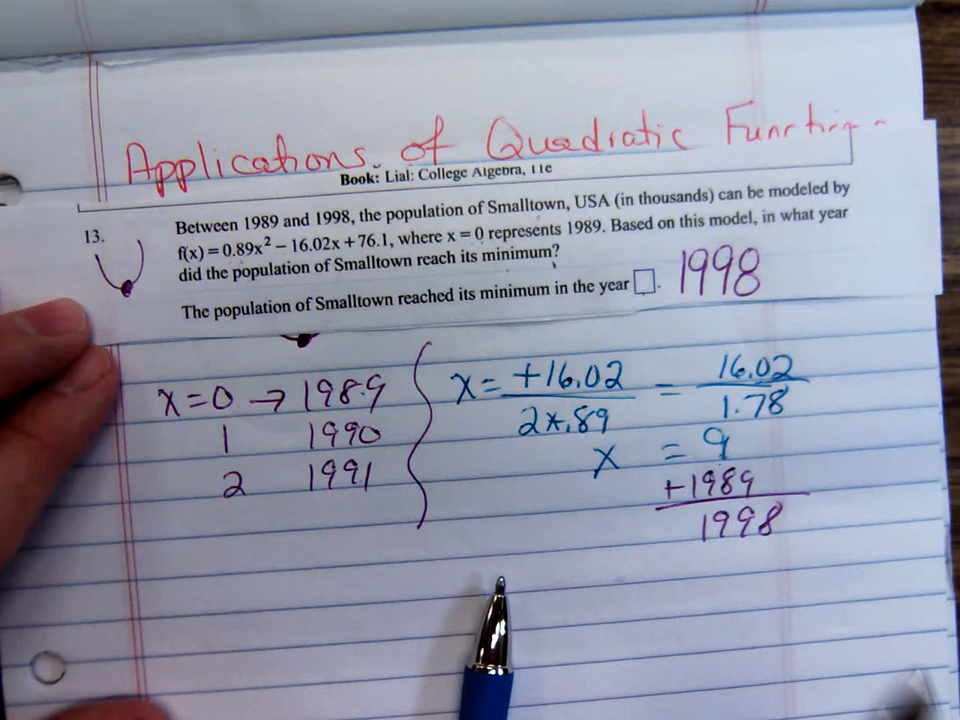 Applications of Quadratic Function
Book: Lial: College Algebra, 11e
13. Between 1989 and 1998, the population of Smalltown, USA (in thousands) can be modeled by
f(x) = 0.89x² − 16.02x + 76.1, where x = 0 represents 1989. Based on this model, in what year
did the population of Smalltown reach its minimum?
The population of Smalltown reached its minimum in the year □. 1998
x = 0 → 1989
1 1990
2 1991
x = +16.02 / 2*.89 = 16.02 / 1.78
x = 9
+1989
1998